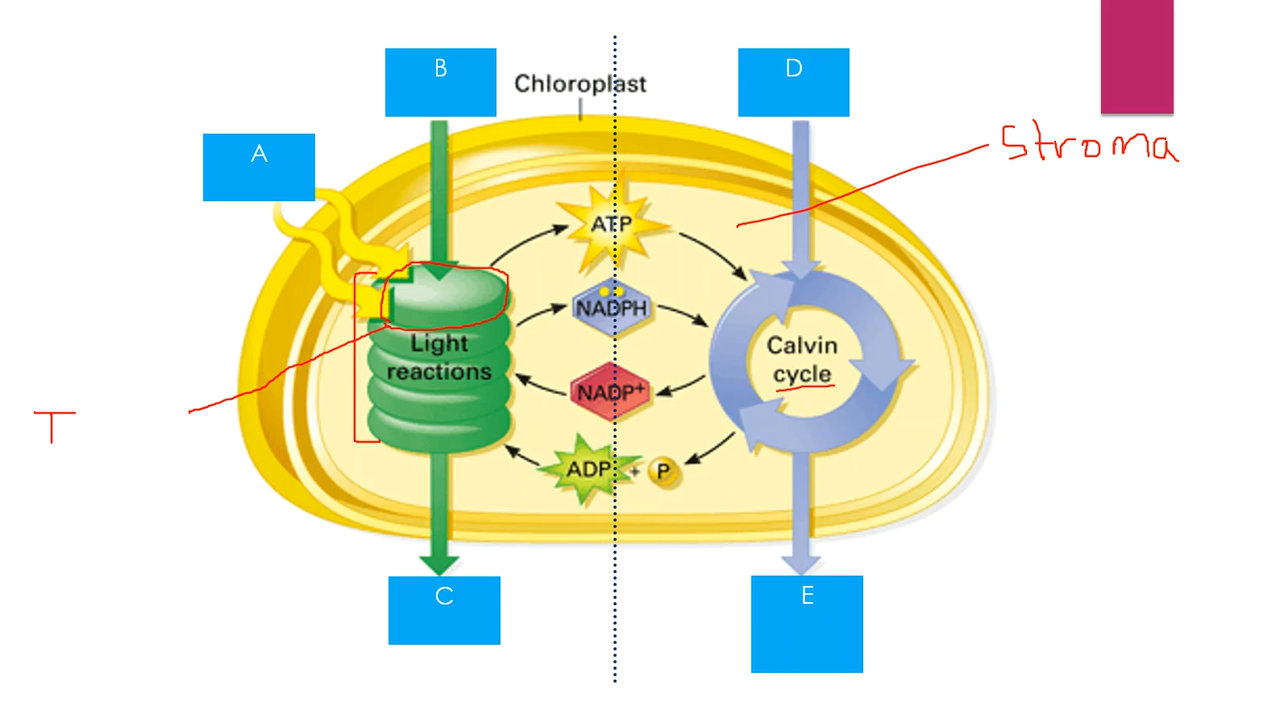 B
Chloroplast
D
A
Stroma
ATP
NADPH
Light
reactions
Calvin
cycle
NADP+
T
ADP + P
C
E